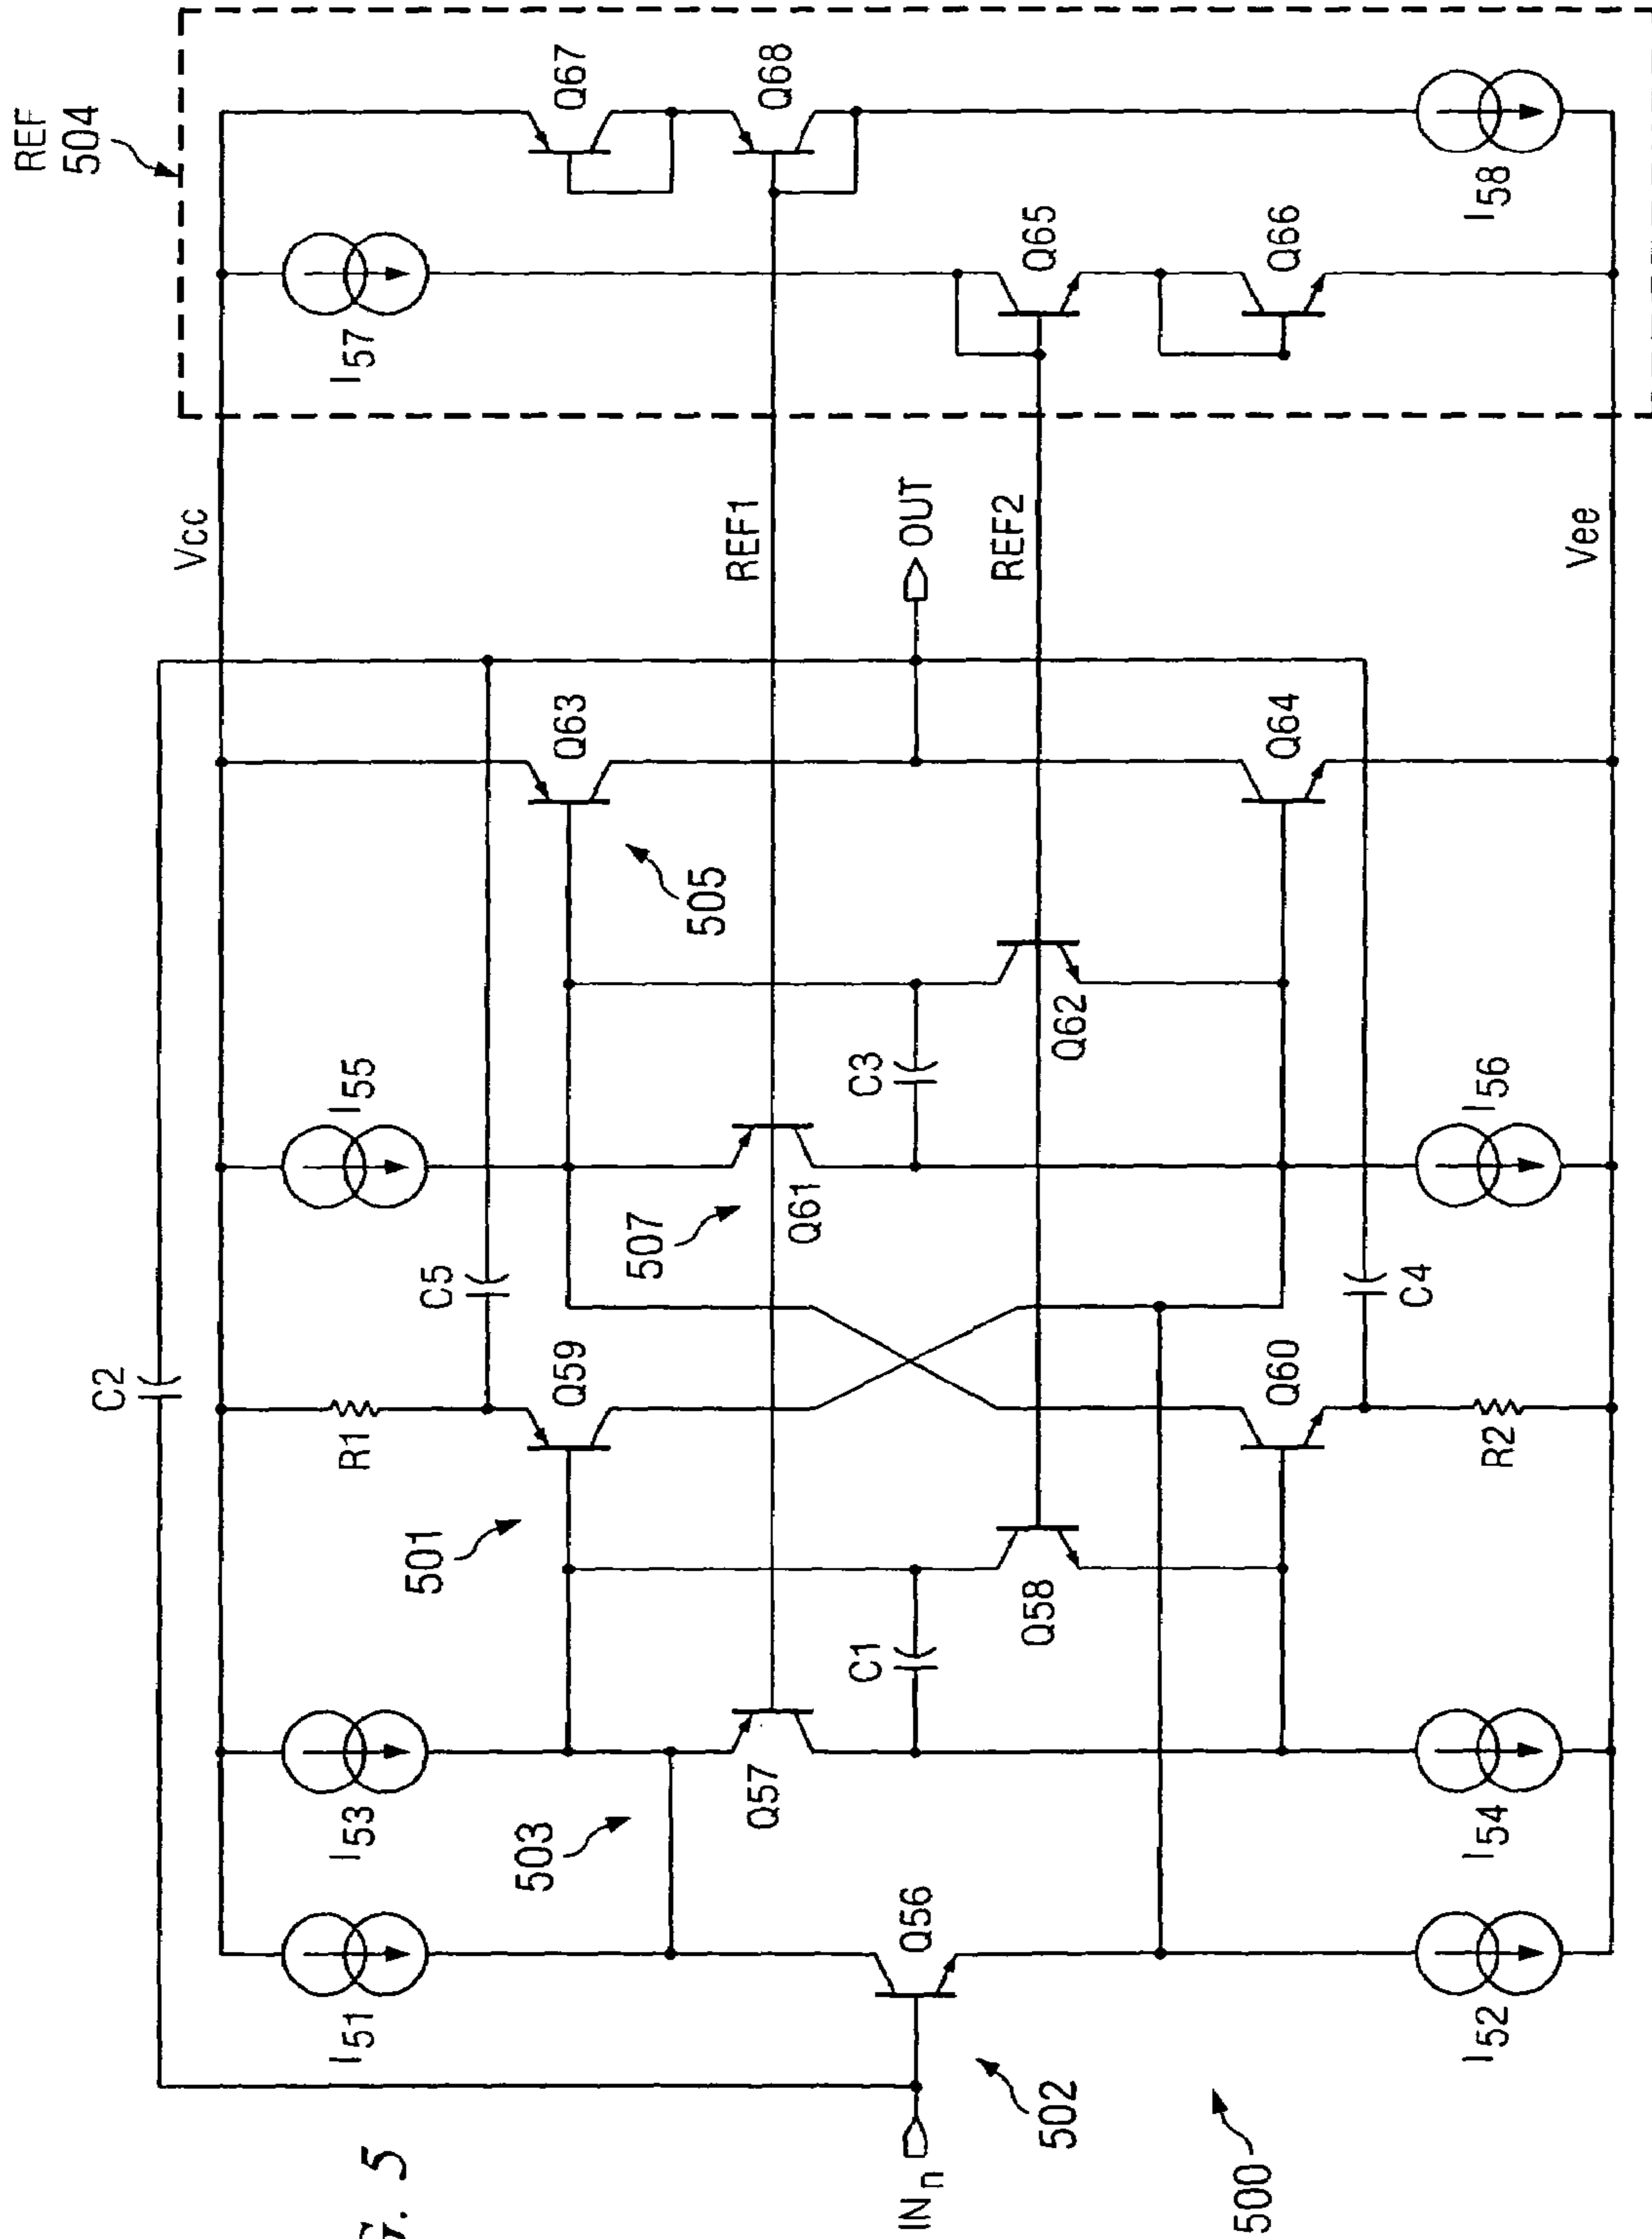 REF
504
Q67
Q68
I57
Q65
Q66
I58
Vcc
REF1
OUT
REF2
Vee
Q63
Q64
505
I55
C3
Q62
I56
507
Q61
C5
C4
C2
R1
Q59
Q60
R2
501
C1
Q58
I53
503
Q57
I54
I51
Q56
I52
502
INn
500
G. 5